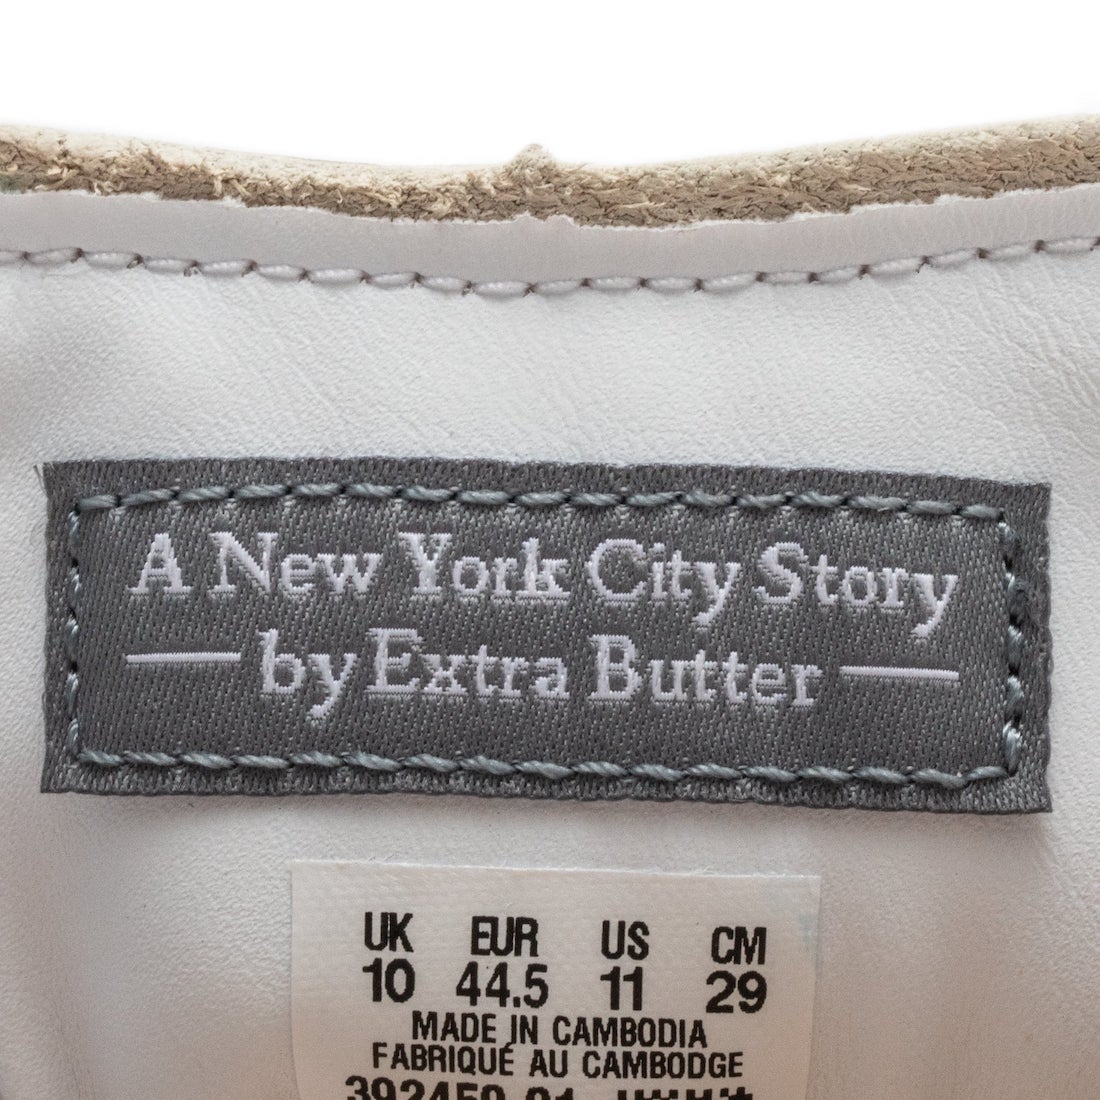 A New York City Story
by Extra Butter
UK EUR US CM
10 44.5 11 29
MADE IN CAMBODIA
FABRIQUÉ AU CAMBODGE